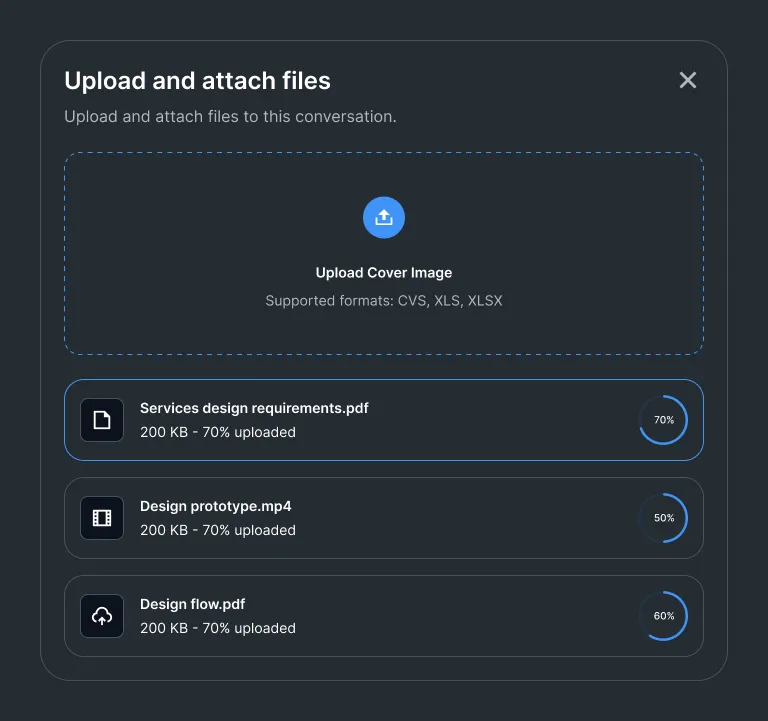 Upload and attach files
Upload and attach files to this conversation.
Upload Cover Image
Supported formats: CVS, XLS, XLSX
Services design requirements.pdf
200 KB - 70% uploaded
70%
Design prototype.mp4
200 KB - 70% uploaded
50%
Design flow.pdf
200 KB - 70% uploaded
60%